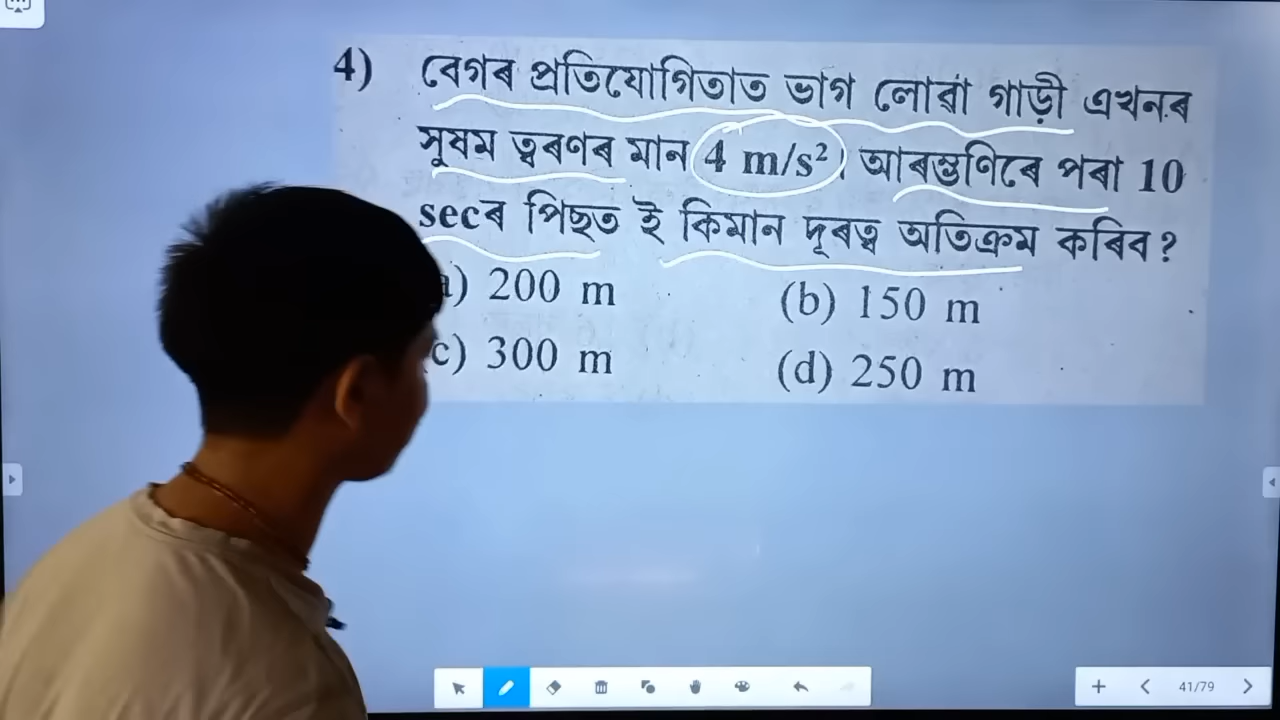 4) বেগৰ প্ৰতিযোগিতাত ভাগ লোৱা গাড়ী এখনৰ
সুষম ত্বৰণৰ মান 4 m/s²। আৰম্ভণিৰে পৰা 10
secৰ পিছত ই কিমান দূৰত্ব অতিক্ৰম কৰিব?
a) 200 m (b) 150 m
c) 300 m (d) 250 m
41/79